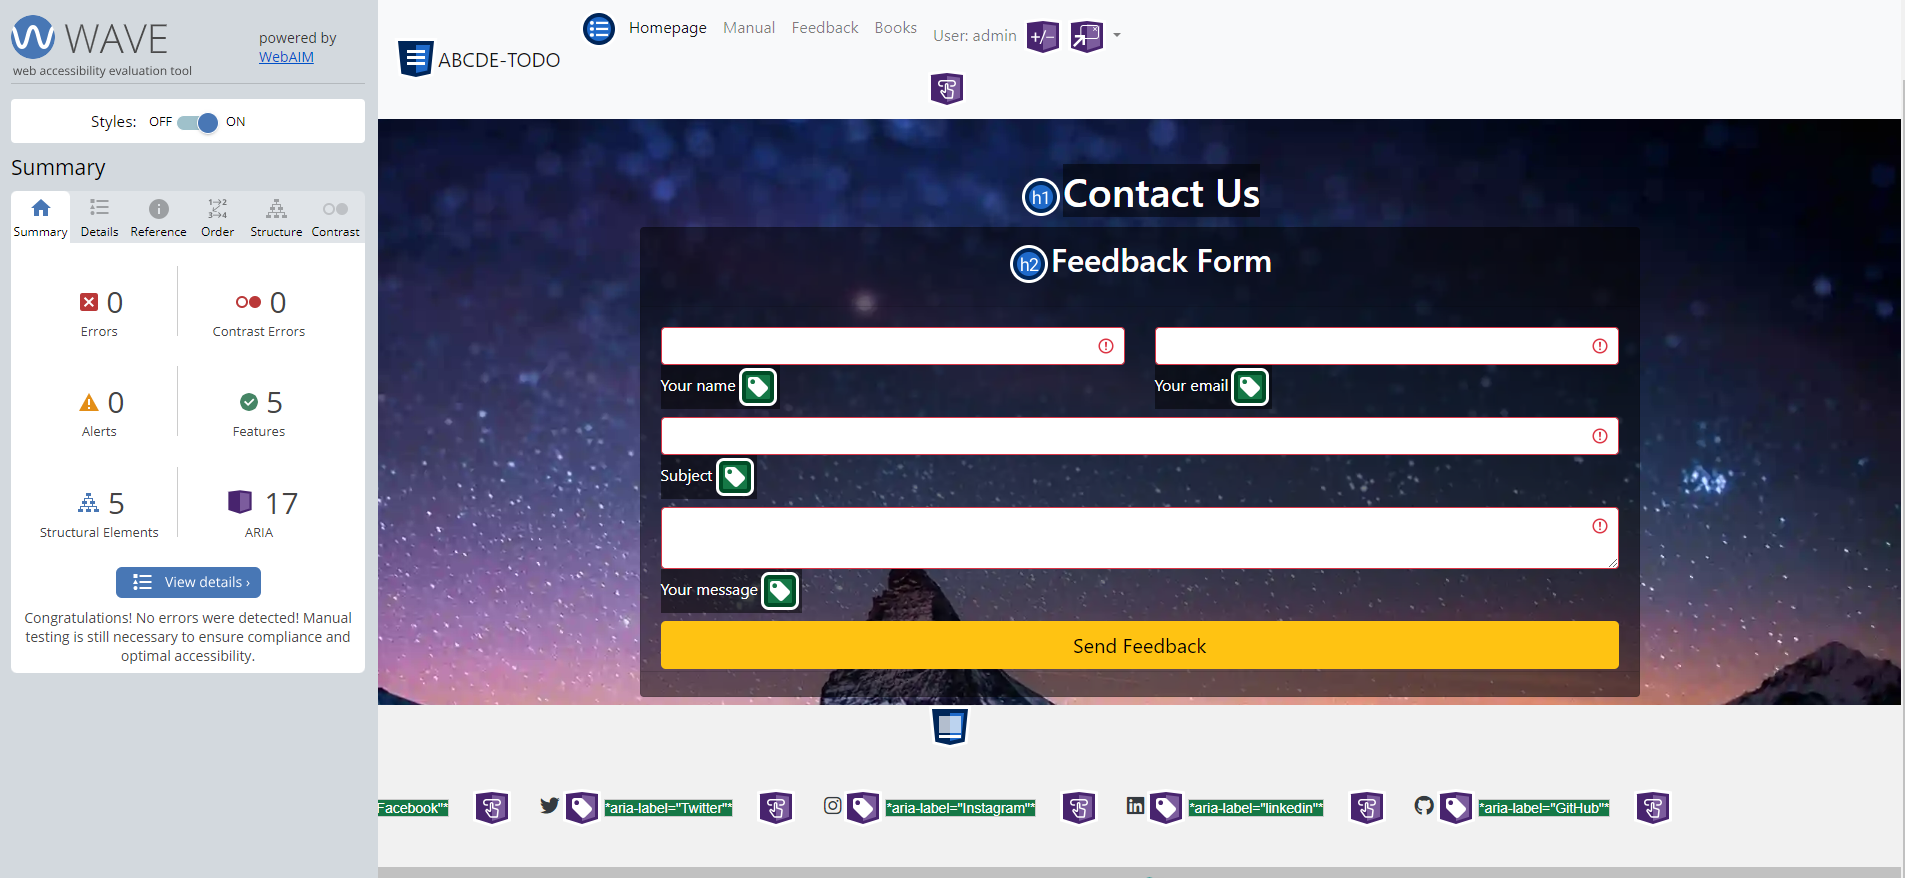 WAVE
powered by
WebAIM
web accessibility evaluation tool
Styles: OFF ON
Summary
Summary Details Reference Order Structure Contrast
0
Errors
0
Contrast Errors
0
Alerts
5
Features
5
Structural Elements
17
ARIA
View details ›
Congratulations! No errors were detected! Manual
testing is still necessary to ensure compliance and
optimal accessibility.
ABCDE-TODO
Homepage Manual Feedback Books User: admin
h1 Contact Us
h2 Feedback Form
Your name
Your email
Subject
Your message
Send Feedback
Facebook"* *aria-label="Twitter"* *aria-label="Instagram"* *aria-label="linkedin"* *aria-label="GitHub"*